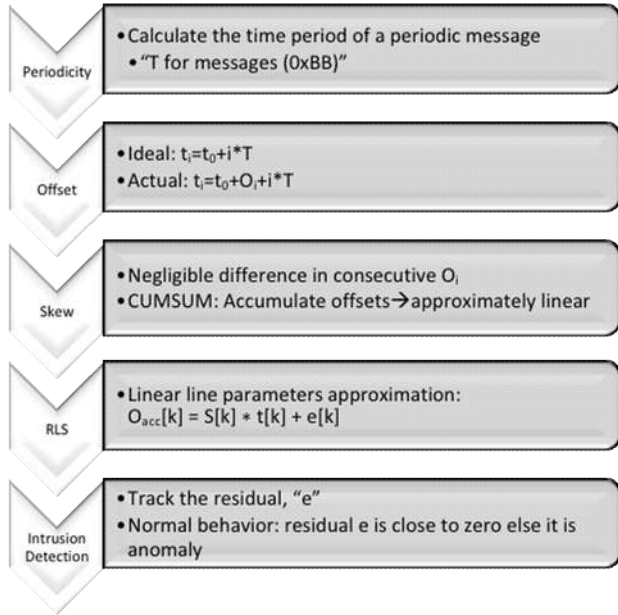 Periodicity
•Calculate the time period of a periodic message
•"T for messages (0xBB)"
Offset
•Ideal: tᵢ=t₀+i*T
•Actual: tᵢ=t₀+Oᵢ+i*T
Skew
•Negligible difference in consecutive Oᵢ
•CUMSUM: Accumulate offsets→approximately linear
RLS
•Linear line parameters approximation:
Oₐcc[k] = S[k] * t[k] + e[k]
Intrusion
Detection
•Track the residual, "e"
•Normal behavior: residual e is close to zero else it is
anomaly